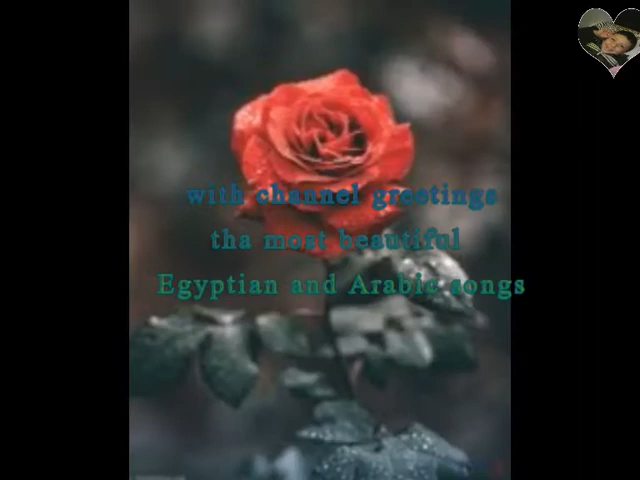 with channel greetings
tha most beautiful
Egyptian and Arabic songs